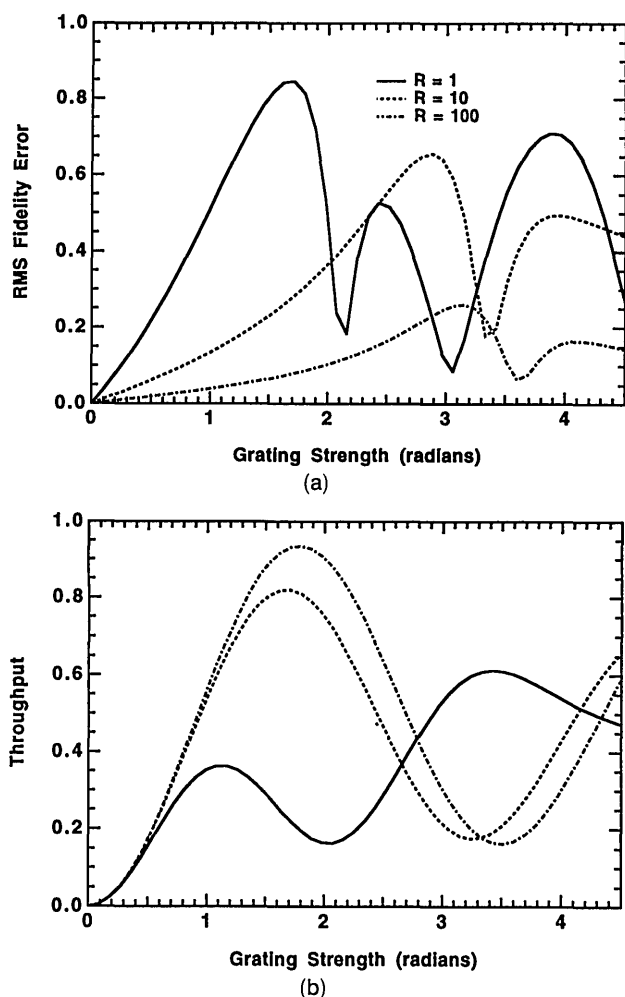 1.0
0.8
0.6
0.4
0.2
0.0
RMS Fidelity Error
R = 1
R = 10
R = 100
0 1 2 3 4
Grating Strength (radians)
(a)
1.0
0.8
0.6
0.4
0.2
0.0
Throughput
0 1 2 3 4
Grating Strength (radians)
(b)